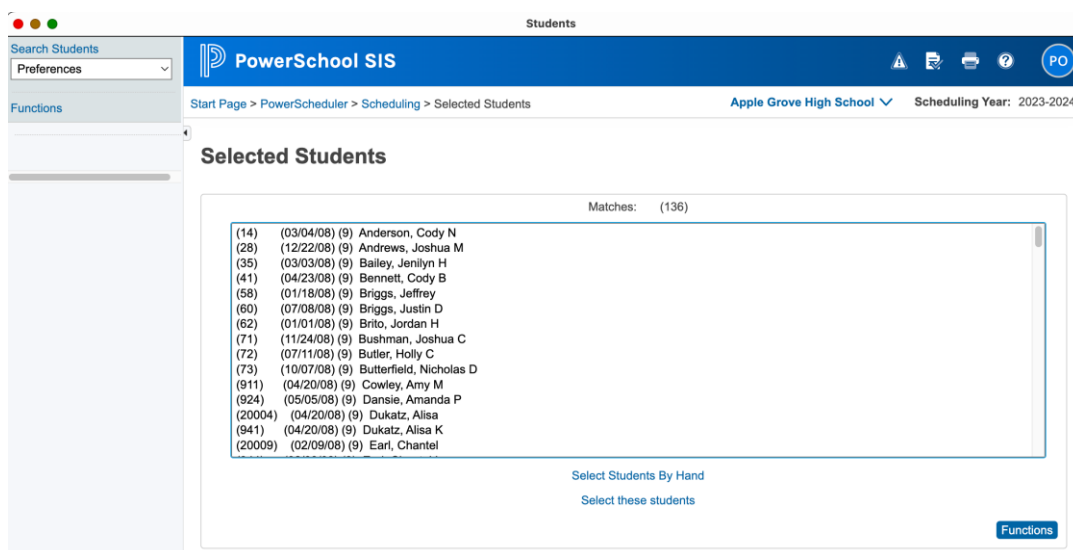 Students
Search Students
Preferences
Functions
PowerSchool SIS
PO
Start Page > PowerScheduler > Scheduling > Selected Students
Apple Grove High School
Scheduling Year: 2023-2024
Selected Students
Matches: (136)
(14) (03/04/08) (9) Anderson, Cody N
(28) (12/22/08) (9) Andrews, Joshua M
(35) (03/03/08) (9) Bailey, Jenilyn H
(41) (04/23/08) (9) Bennett, Cody B
(58) (01/18/08) (9) Briggs, Jeffrey
(60) (07/08/08) (9) Briggs, Justin D
(62) (01/01/08) (9) Brito, Jordan H
(71) (11/24/08) (9) Bushman, Joshua C
(72) (07/11/08) (9) Butler, Holly C
(73) (10/07/08) (9) Butterfield, Nicholas D
(911) (04/20/08) (9) Cowley, Amy M
(924) (05/05/08) (9) Dansie, Amanda P
(20004) (04/20/08) (9) Dukatz, Alisa
(941) (04/20/08) (9) Dukatz, Alisa K
(20009) (02/09/08) (9) Earl, Chantel
Select Students By Hand
Select these students
Functions